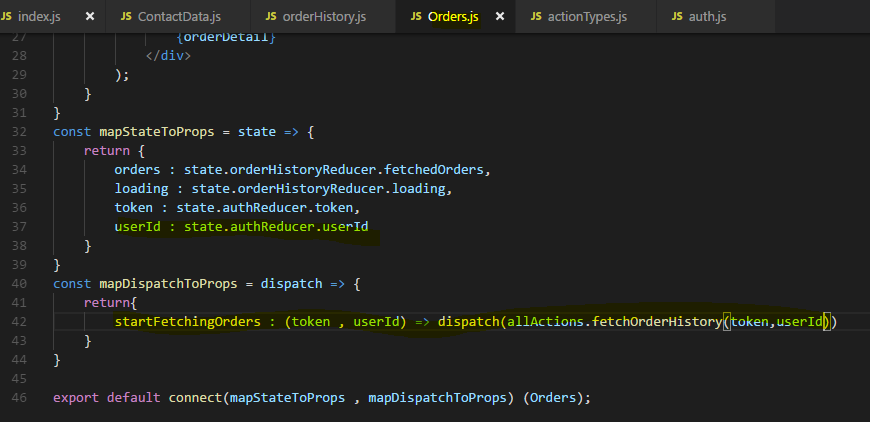 JS index.js × JS ContactData.js JS orderHistory.js JS Orders.js × JS actionTypes.js JS auth.js
27 {orderDetail}
28 </div>
29 );
30 }
31 }
32 const mapStateToProps = state => {
33 return {
34 orders : state.orderHistoryReducer.fetchedOrders,
35 loading : state.orderHistoryReducer.loading,
36 token : state.authReducer.token,
37 userId : state.authReducer.userId
38 }
39 }
40 const mapDispatchToProps = dispatch => {
41 return{
42 startFetchingOrders : (token , userId) => dispatch(allActions.fetchOrderHistory(token,userId))
43 }
44 }
45
46 export default connect(mapStateToProps , mapDispatchToProps) (Orders);